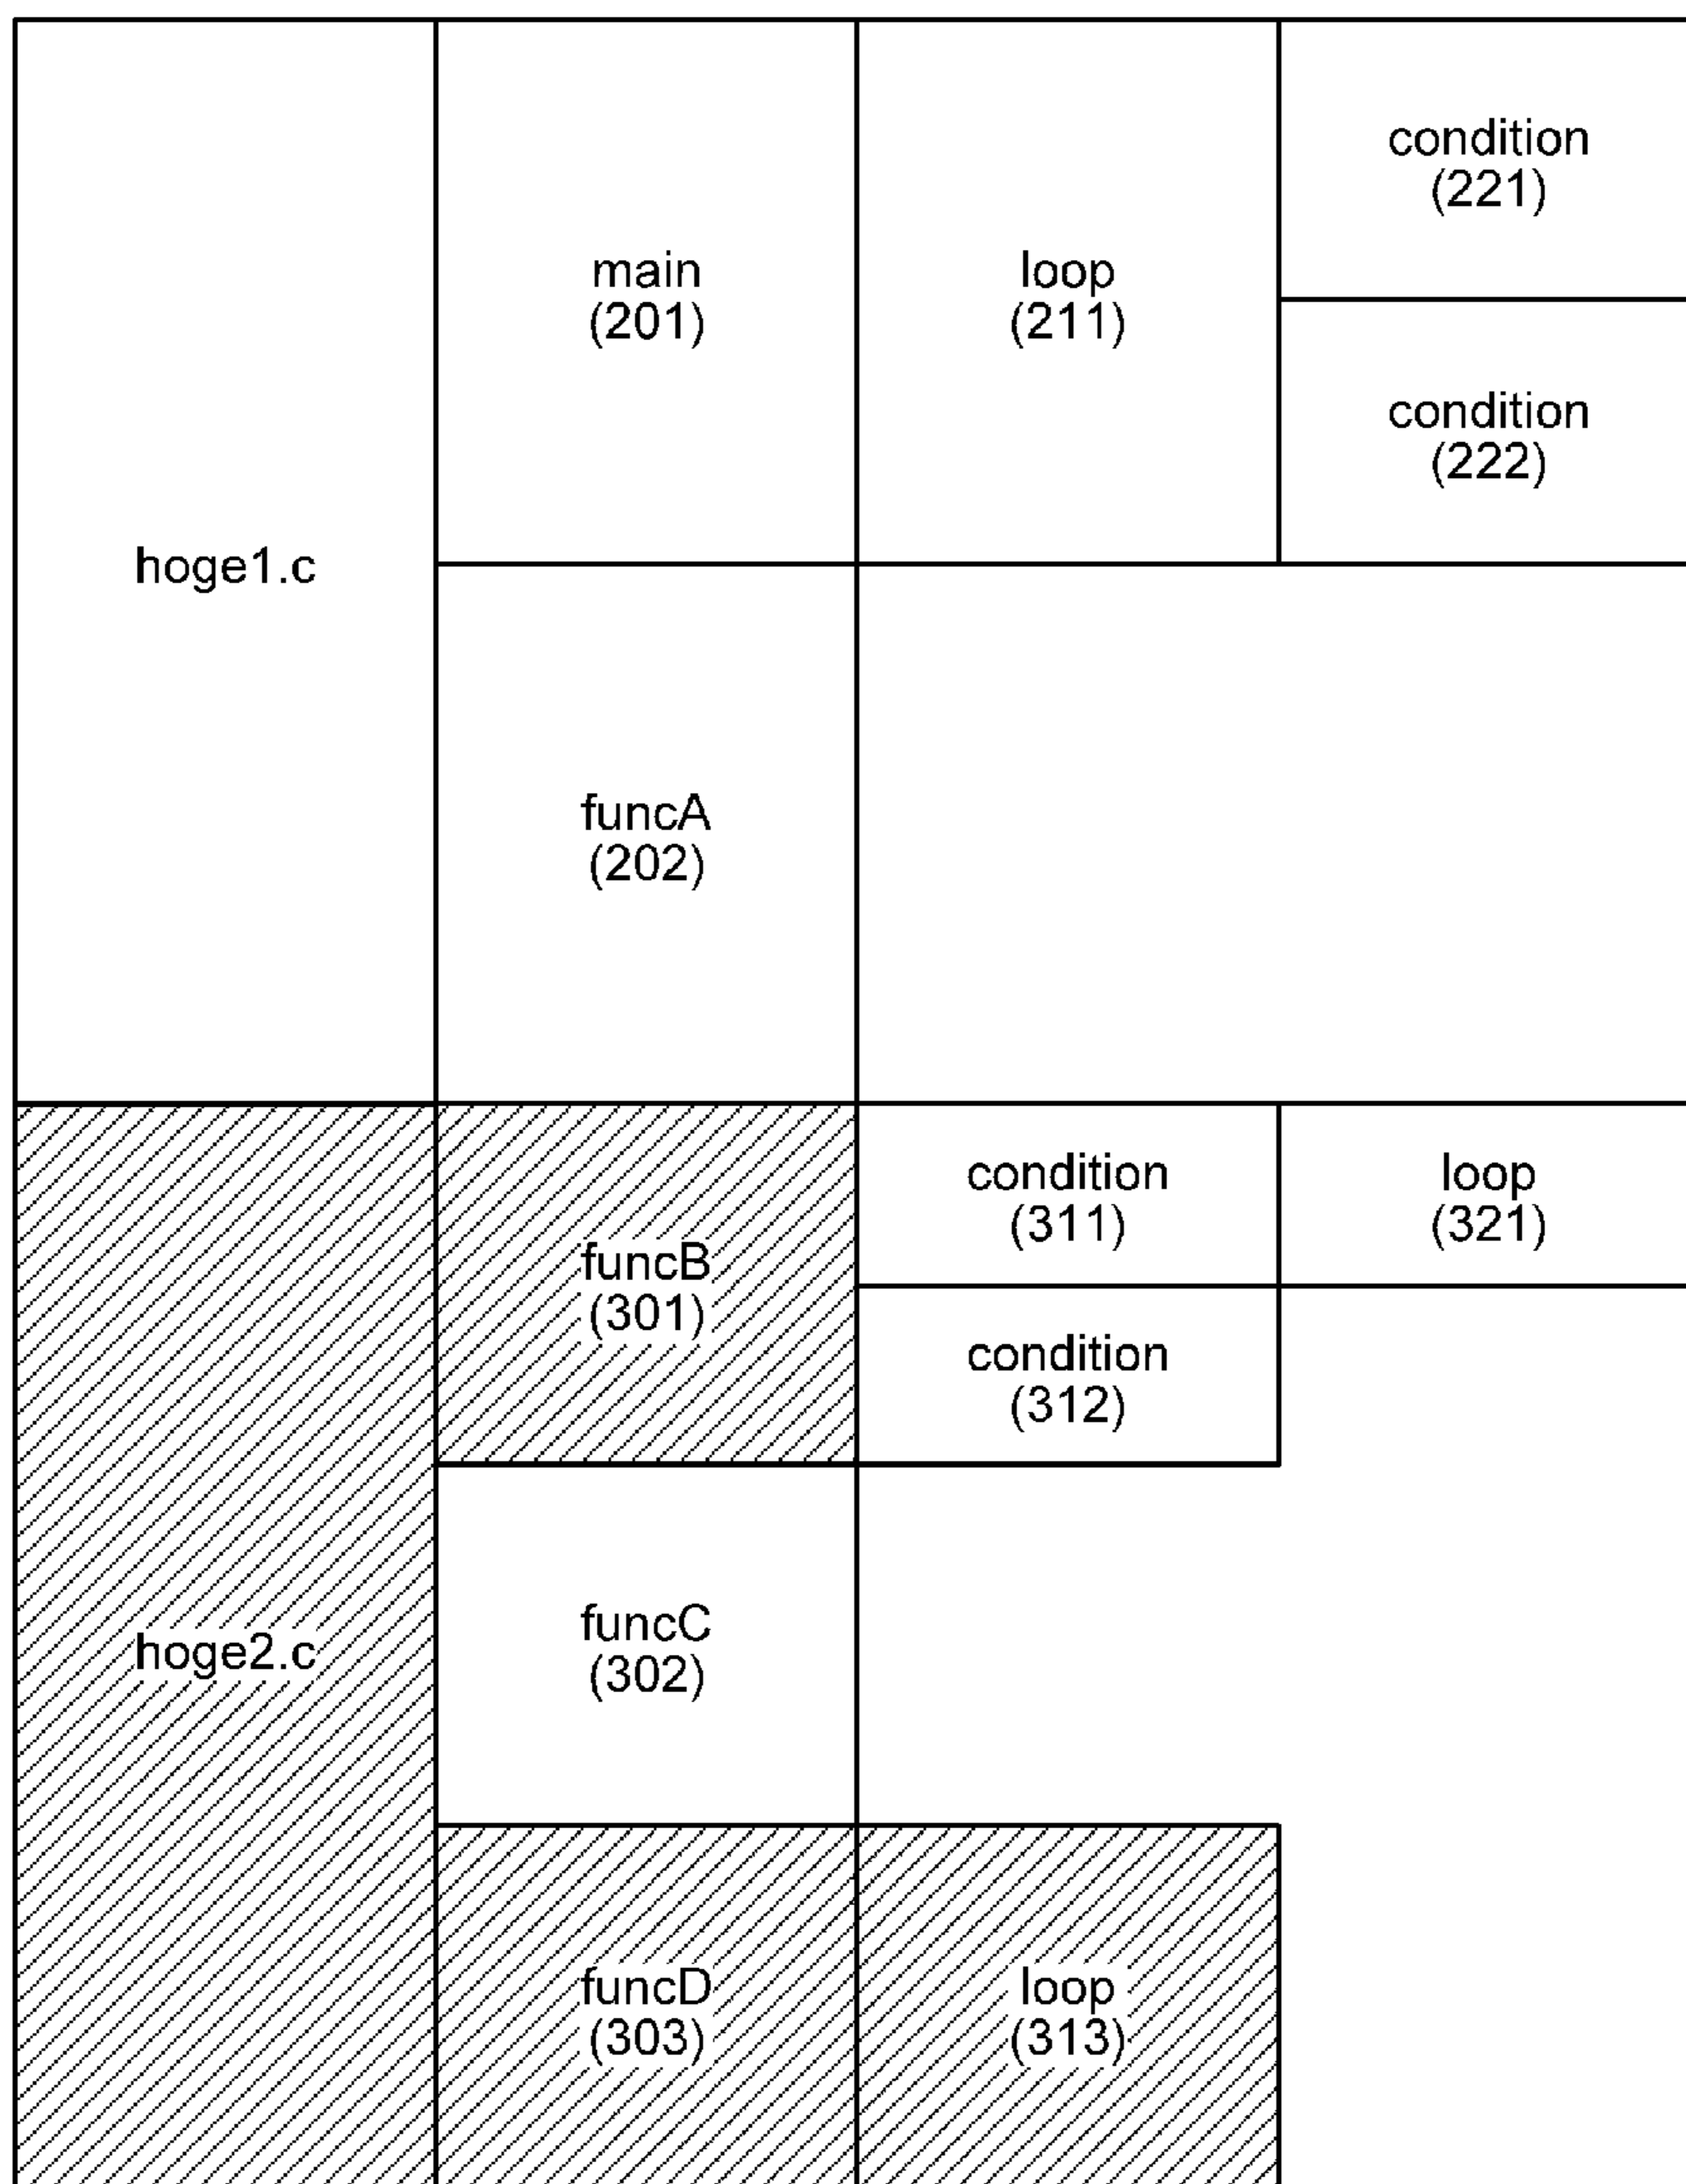 hoge1.c
main
(201)
loop
(211)
condition
(221)
condition
(222)
funcA
(202)
hoge2.c
funcB
(301)
condition
(311)
loop
(321)
condition
(312)
funcC
(302)
funcD
(303)
loop
(313)